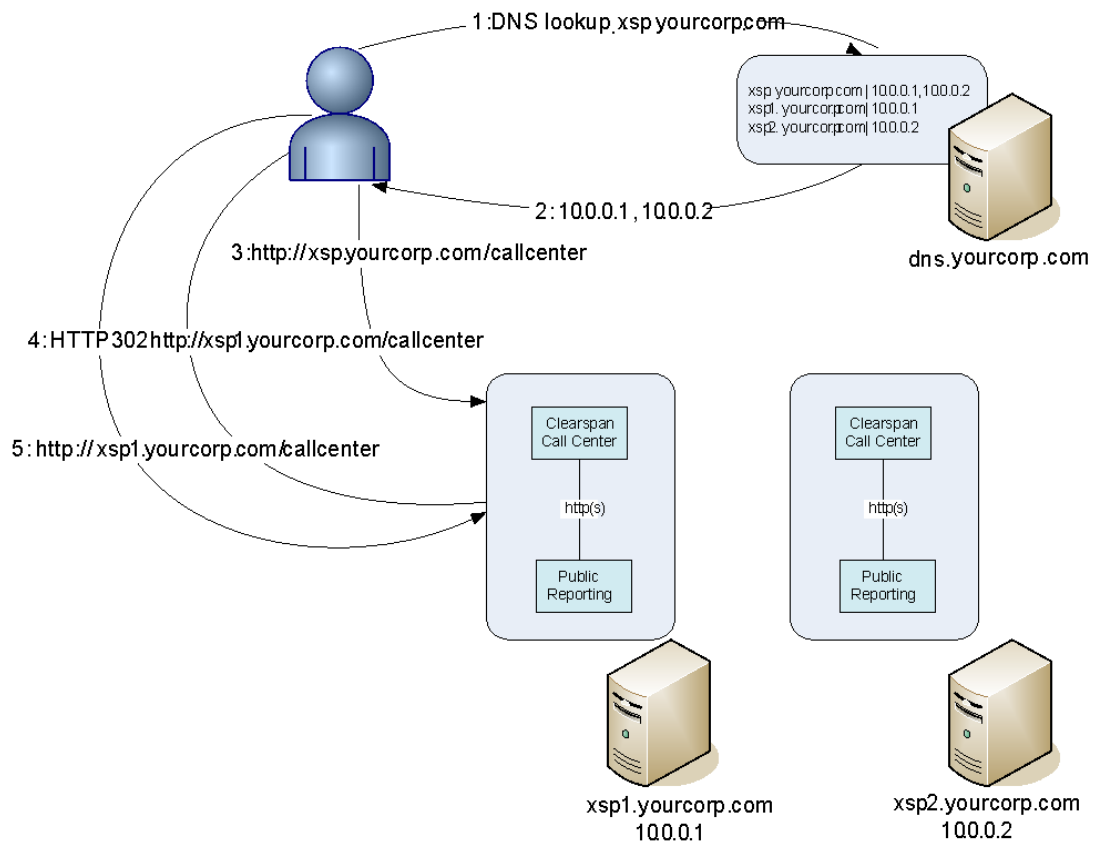 1:DNS lookup xsp yourcorp.com
xsp yourcorp.com | 10.0.0.1, 10.0.0.2
xsp1. yourcorp.com | 10.0.0.1
xsp2. yourcorp.com | 10.0.0.2
2: 10.0.0.1, 10.0.0.2
dns.yourcorp.com
3:http://xsp.yourcorp.com/callcenter
4:HTTP 302 http://xsp1.yourcorp.com/callcenter
5: http://xsp1.yourcorp.com/callcenter
Clearspan
Call Center
http(s)
Public
Reporting
Clearspan
Call Center
http(s)
Public
Reporting
xsp1.yourcorp.com
10.0.0.1
xsp2.yourcorp.com
10.0.0.2